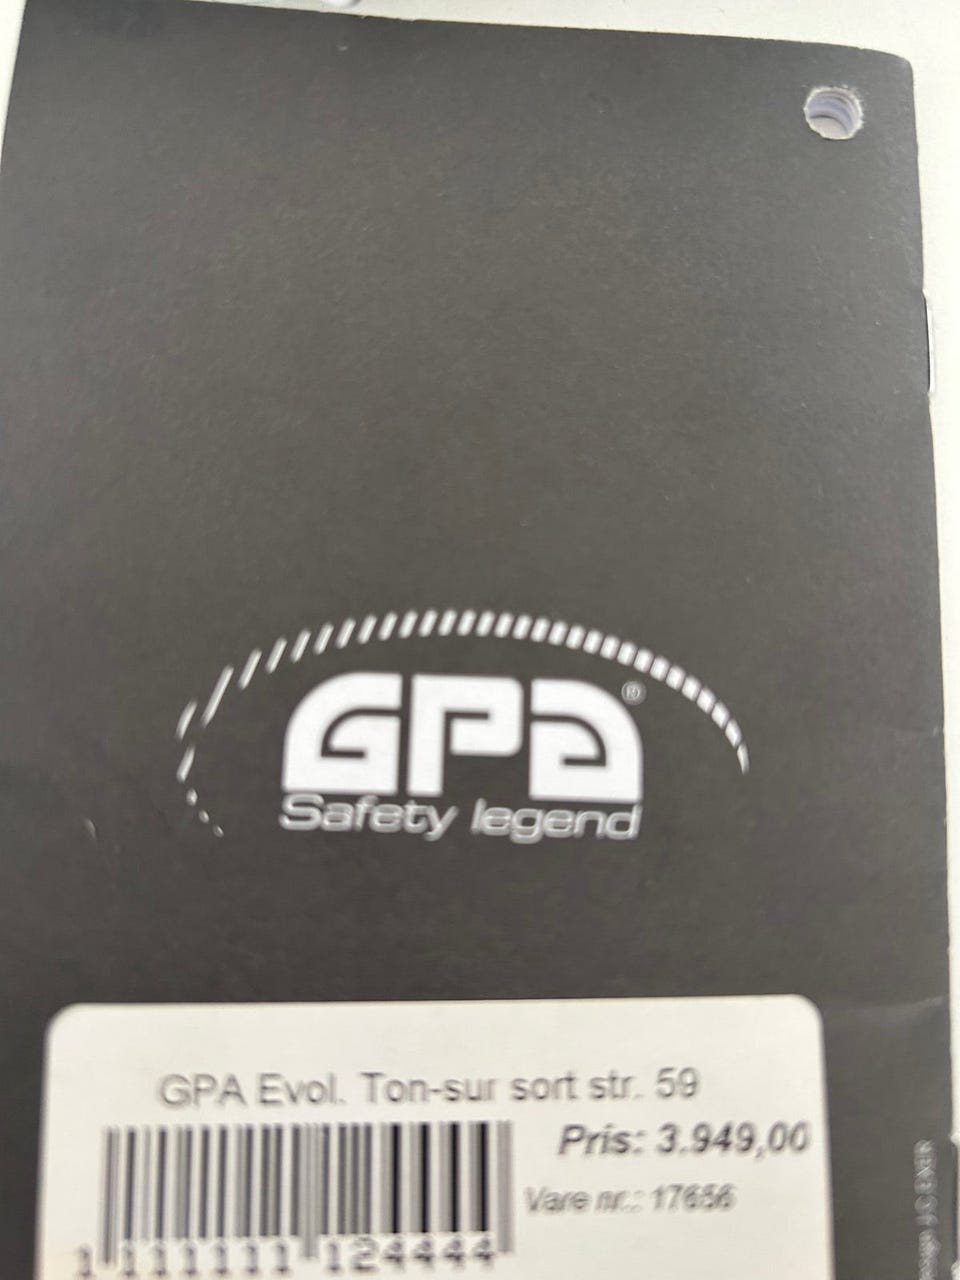 GPA®
Safety legend
GPA Evol. Ton-sur sort str. 59
Pris: 3.949,00
Vare nr.: 17656
1 111111 124444